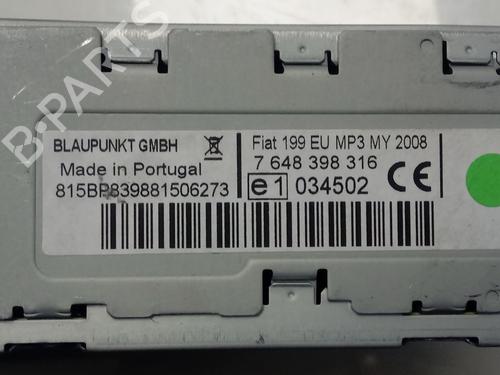 B-PARTS
BLAUPUNKT GMBH
Fiat 199 EU MP3 MY 2008
Made in Portugal
7 648 398 316
815BP839881506273
e1 034502 CE